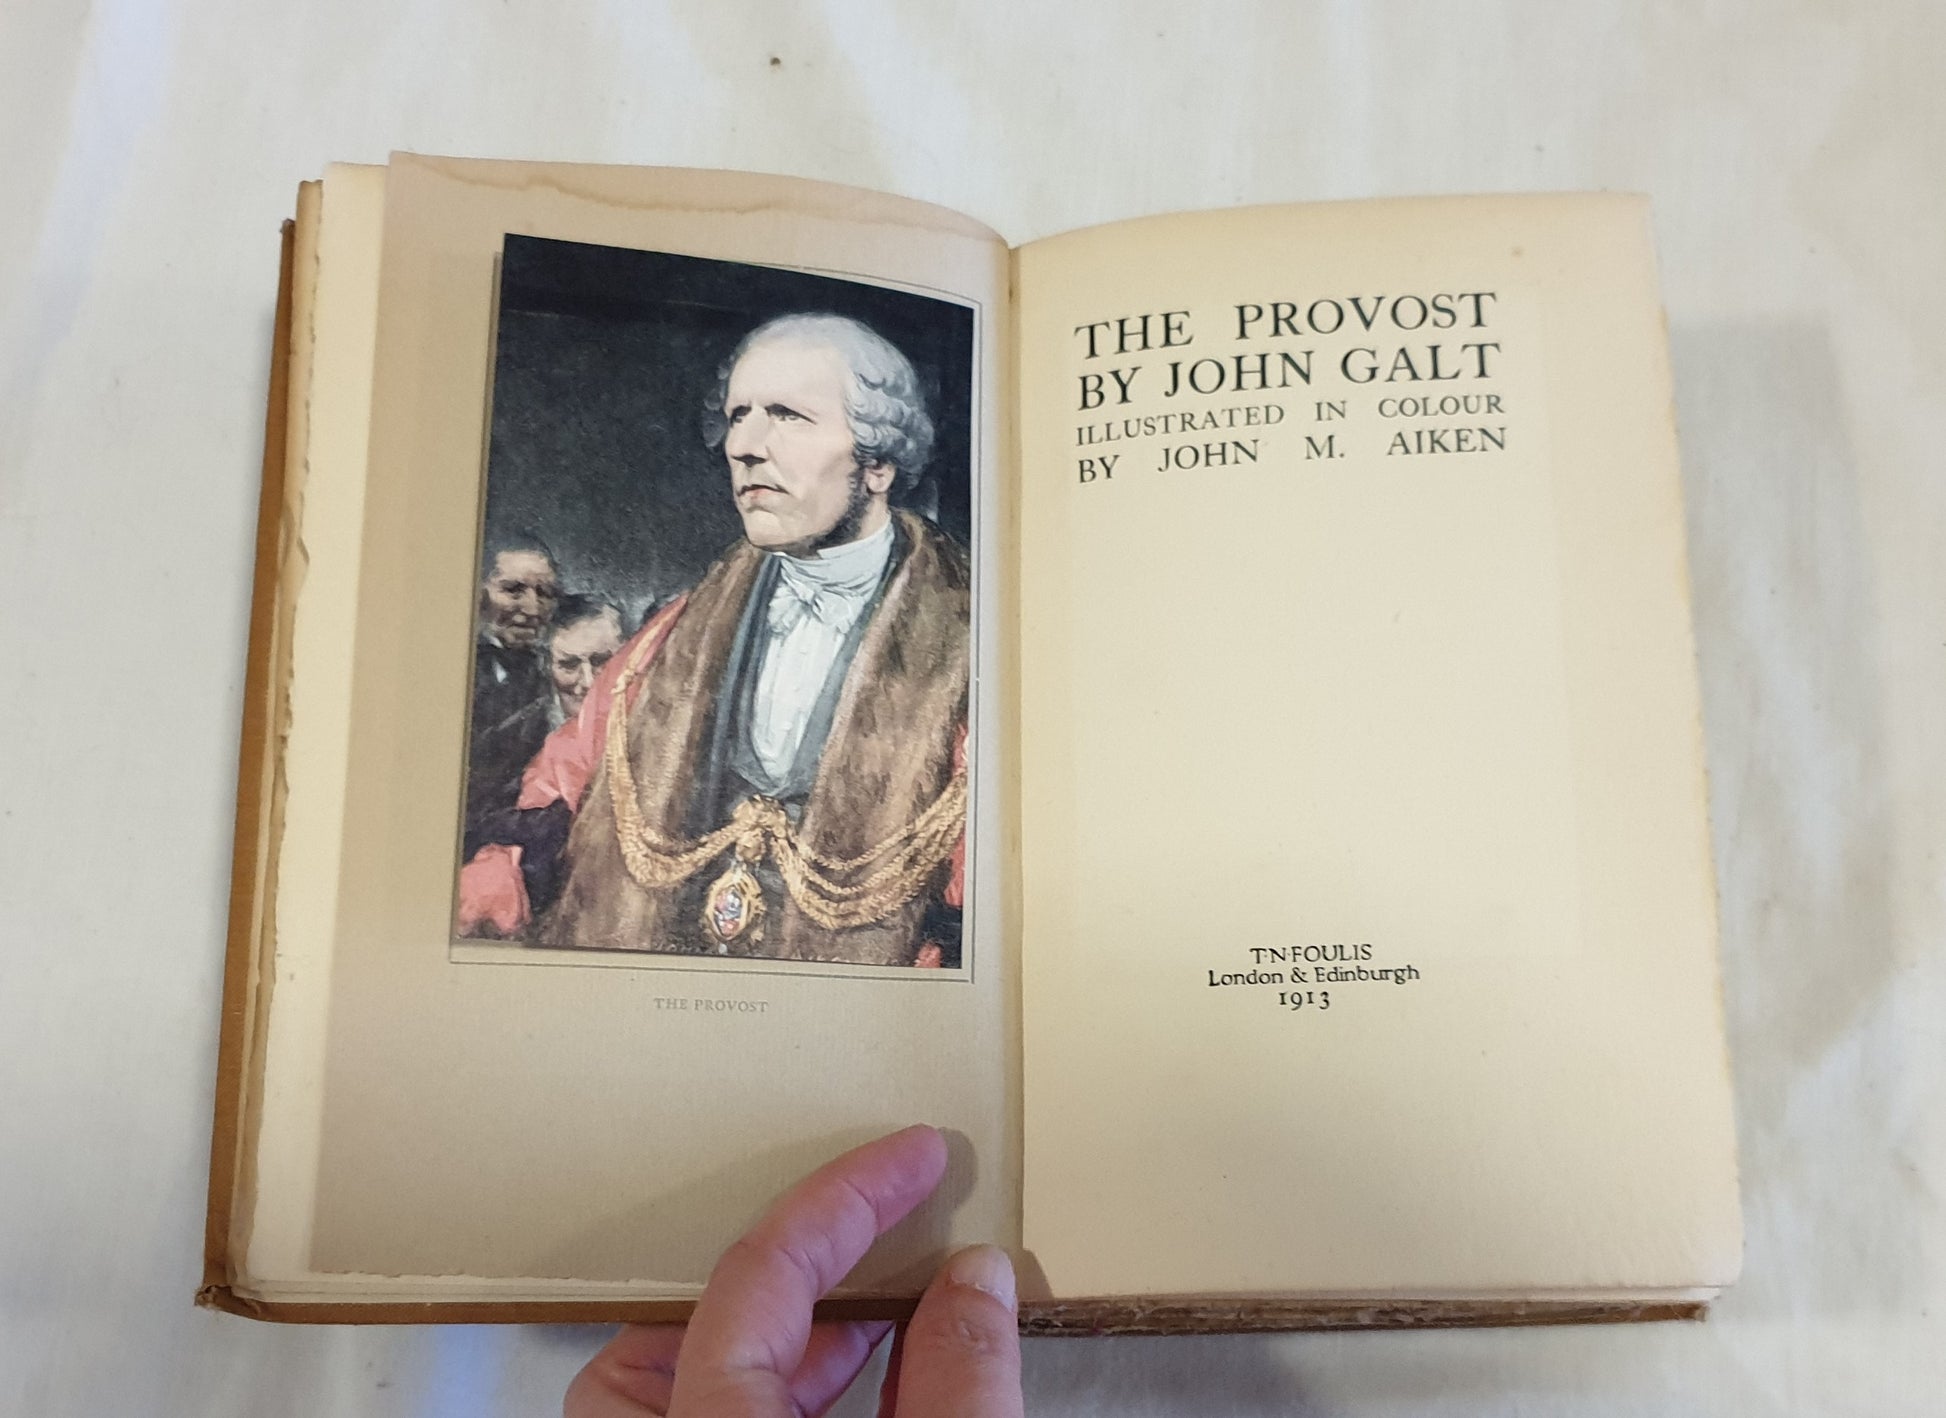 THE PROVOST
THE PROVOST
BY JOHN GALT
ILLUSTRATED IN COLOUR
BY JOHN M. AIKEN
T·N·FOULIS
London & Edinburgh
1913